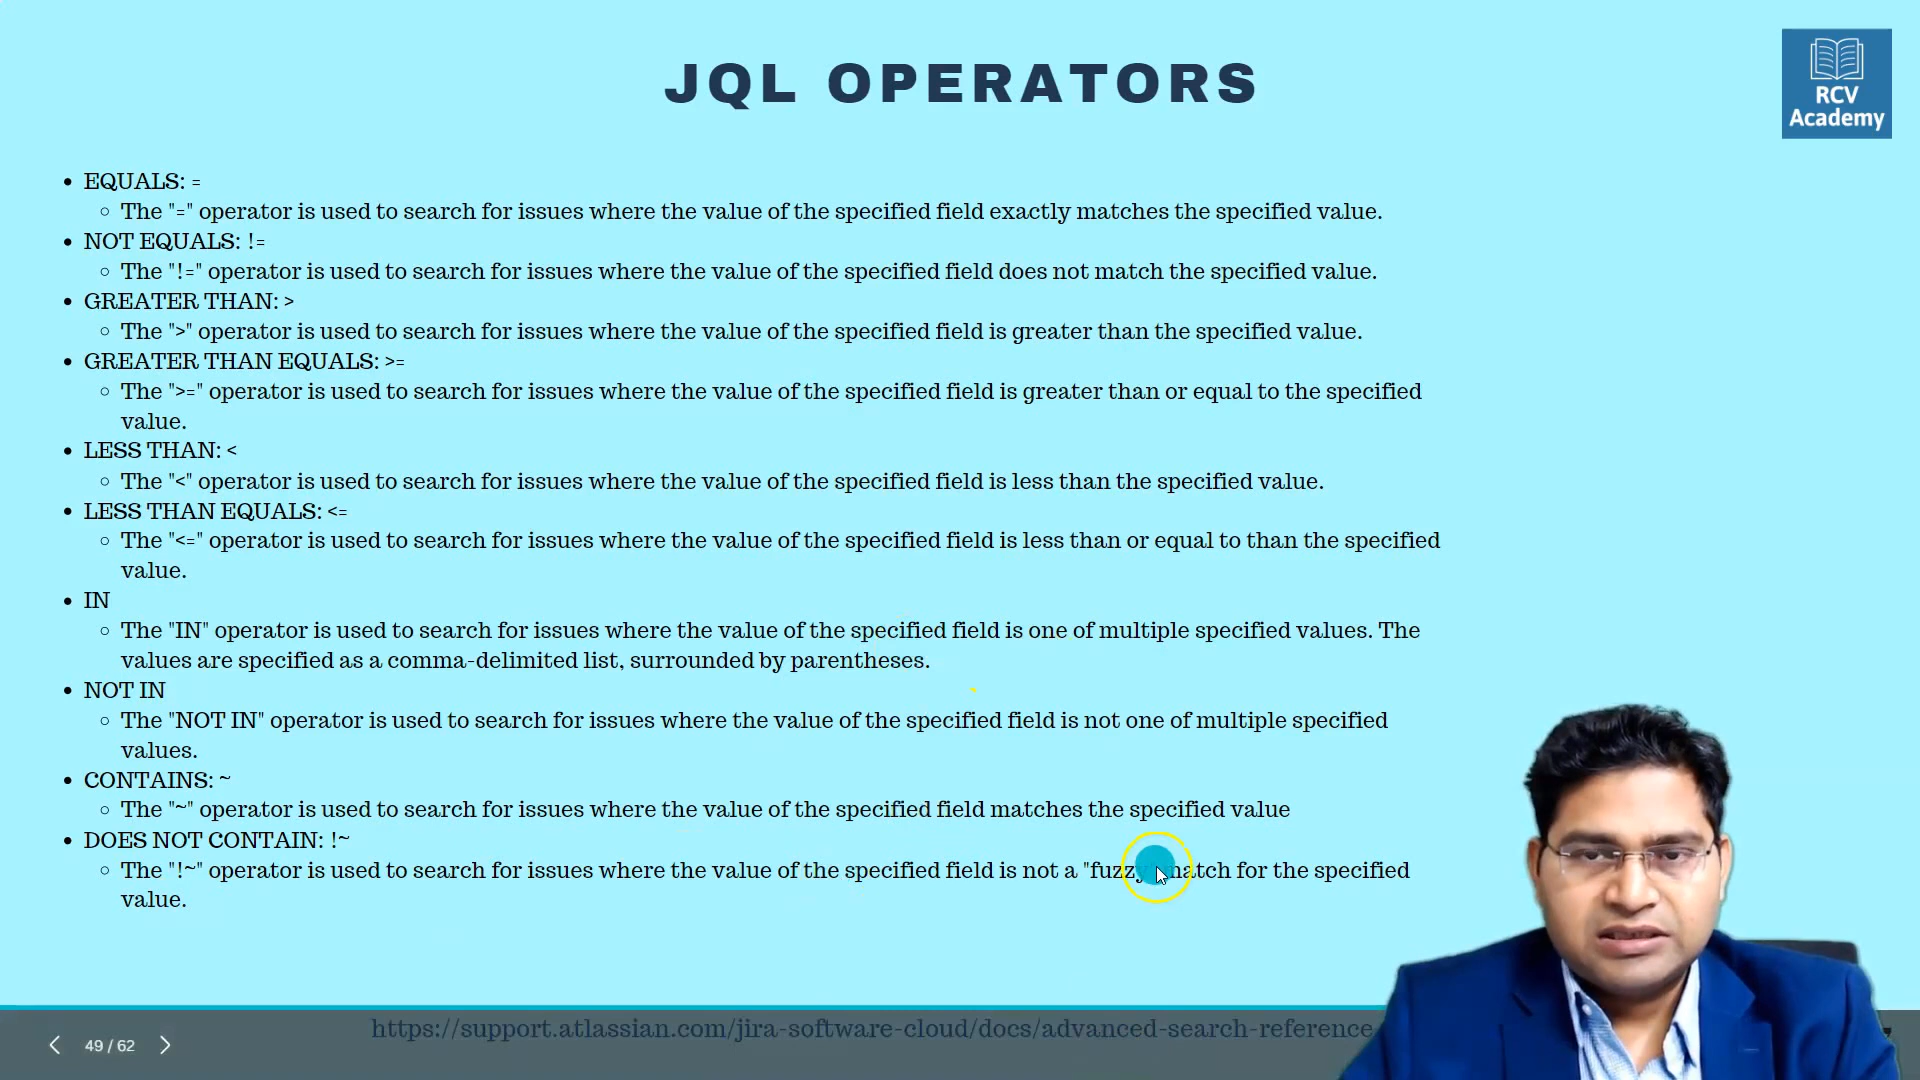 JQL OPERATORS
RCV
Academy
• EQUALS: =
○ The "=" operator is used to search for issues where the value of the specified field exactly matches the specified value.
• NOT EQUALS: !=
○ The "!=" operator is used to search for issues where the value of the specified field does not match the specified value.
• GREATER THAN: >
○ The ">" operator is used to search for issues where the value of the specified field is greater than the specified value.
• GREATER THAN EQUALS: >=
○ The ">=" operator is used to search for issues where the value of the specified field is greater than or equal to the specified
value.
• LESS THAN: <
○ The "<" operator is used to search for issues where the value of the specified field is less than the specified value.
• LESS THAN EQUALS: <=
○ The "<=" operator is used to search for issues where the value of the specified field is less than or equal to than the specified
value.
• IN
○ The "IN" operator is used to search for issues where the value of the specified field is one of multiple specified values. The
values are specified as a comma-delimited list, surrounded by parentheses.
• NOT IN
○ The "NOT IN" operator is used to search for issues where the value of the specified field is not one of multiple specified
values.
• CONTAINS: ~
○ The "~" operator is used to search for issues where the value of the specified field matches the specified value
• DOES NOT CONTAIN: !~
○ The "!~" operator is used to search for issues where the value of the specified field is not a "fuzzy" match for the specified
value.
https://support.atlassian.com/jira-software-cloud/docs/advanced-search-reference
49 / 62